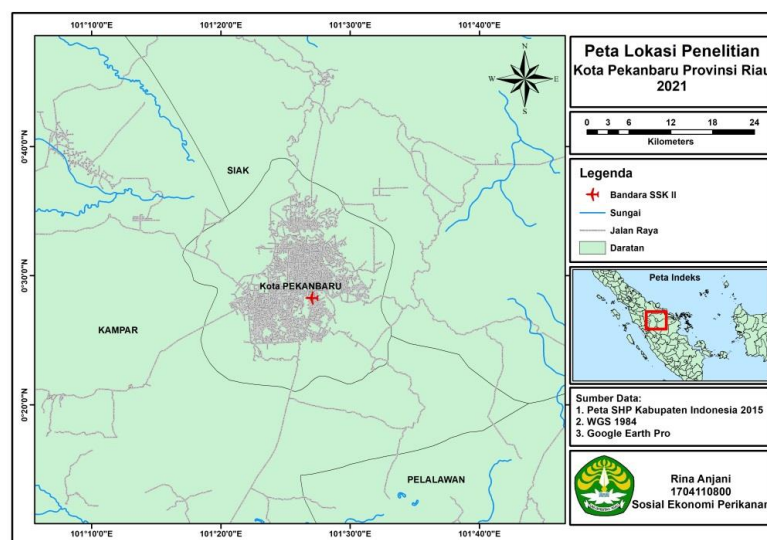 101°10'0"E 101°20'0"E 101°30'0"E 101°40'0"E
0°40'0"N
0°30'0"N
0°20'0"N
N
W E
S
SIAK
Kota PEKANBARU
KAMPAR
PELALAWAN
101°10'0"E 101°20'0"E 101°30'0"E 101°40'0"E
Peta Lokasi Penelitian
Kota Pekanbaru Provinsi Riau
2021
0 3 6 12 18 24
Kilometers
Legenda
Bandara SSK II
Sungai
Jalan Raya
Daratan
Peta Indeks
Sumber Data:
1. Peta SHP Kabupaten Indonesia 2015
2. WGS 1984
3. Google Earth Pro
Rina Anjani
1704110800
Sosial Ekonomi Perikanan